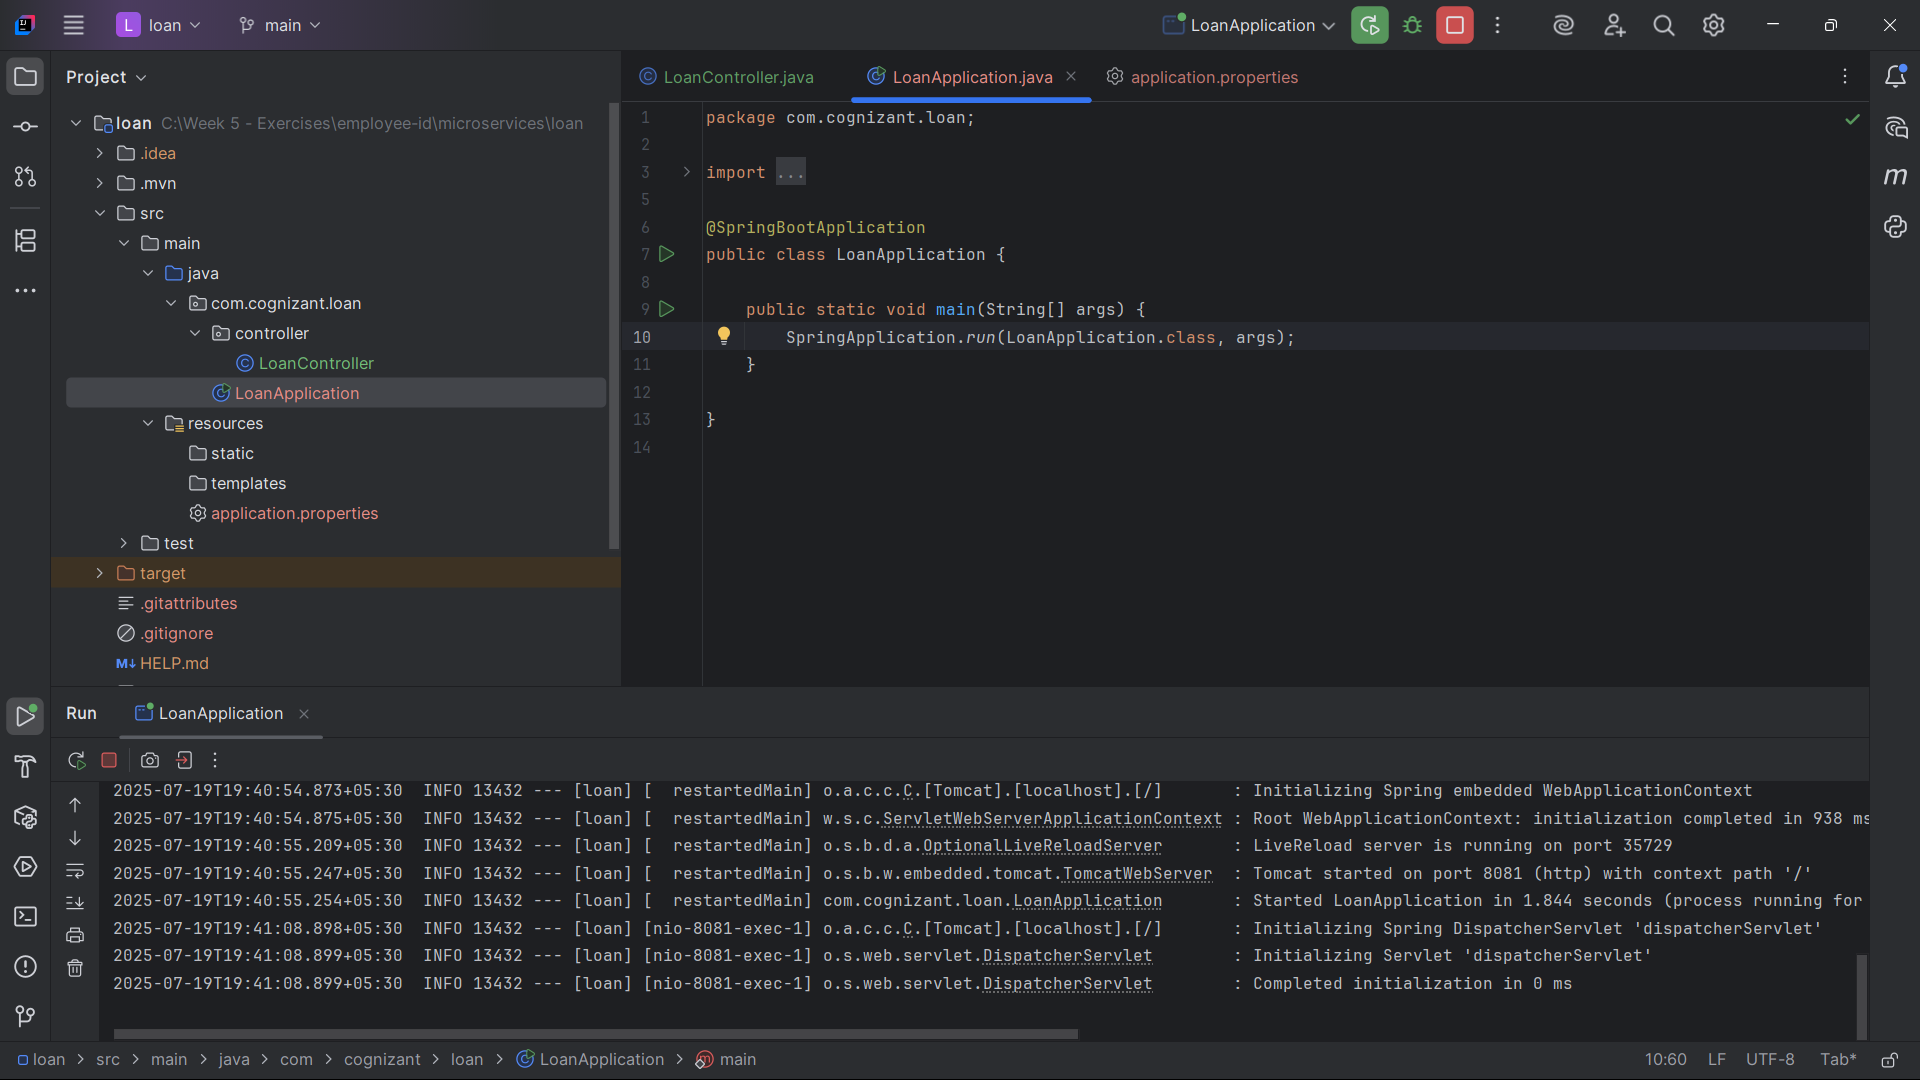 L loan
main
LoanApplication
Project
loan C:\Week 5 - Exercises\employee-id\microservices\loan
.idea
.mvn
src
main
java
com.cognizant.loan
controller
LoanController
LoanApplication
resources
static
templates
application.properties
test
target
.gitattributes
.gitignore
M↓ HELP.md
LoanController.java
LoanApplication.java
application.properties
1 package com.cognizant.loan;
2
3 import ...
5
6 @SpringBootApplication
7 public class LoanApplication {
8
9 public static void main(String[] args) {
10 SpringApplication.run(LoanApplication.class, args);
11 }
12
13 }
14
m
Run
LoanApplication
2025-07-19T19:40:54.873+05:30  INFO 13432 --- [loan] [  restartedMain] o.a.c.c.C.[Tomcat].[localhost].[/]       : Initializing Spring embedded WebApplicationContext
2025-07-19T19:40:54.875+05:30  INFO 13432 --- [loan] [  restartedMain] w.s.c.ServletWebServerApplicationContext : Root WebApplicationContext: initialization completed in 938 ms
2025-07-19T19:40:55.209+05:30  INFO 13432 --- [loan] [  restartedMain] o.s.b.d.a.OptionalLiveReloadServer       : LiveReload server is running on port 35729
2025-07-19T19:40:55.247+05:30  INFO 13432 --- [loan] [  restartedMain] o.s.b.w.embedded.tomcat.TomcatWebServer  : Tomcat started on port 8081 (http) with context path '/'
2025-07-19T19:40:55.254+05:30  INFO 13432 --- [loan] [  restartedMain] com.cognizant.loan.LoanApplication       : Started LoanApplication in 1.844 seconds (process running for
2025-07-19T19:41:08.898+05:30  INFO 13432 --- [loan] [nio-8081-exec-1] o.a.c.c.C.[Tomcat].[localhost].[/]       : Initializing Spring DispatcherServlet 'dispatcherServlet'
2025-07-19T19:41:08.899+05:30  INFO 13432 --- [loan] [nio-8081-exec-1] o.s.web.servlet.DispatcherServlet        : Initializing Servlet 'dispatcherServlet'
2025-07-19T19:41:08.899+05:30  INFO 13432 --- [loan] [nio-8081-exec-1] o.s.web.servlet.DispatcherServlet        : Completed initialization in 0 ms
loan > src > main > java > com > cognizant > loan > LoanApplication > main
10:60 LF UTF-8 Tab*